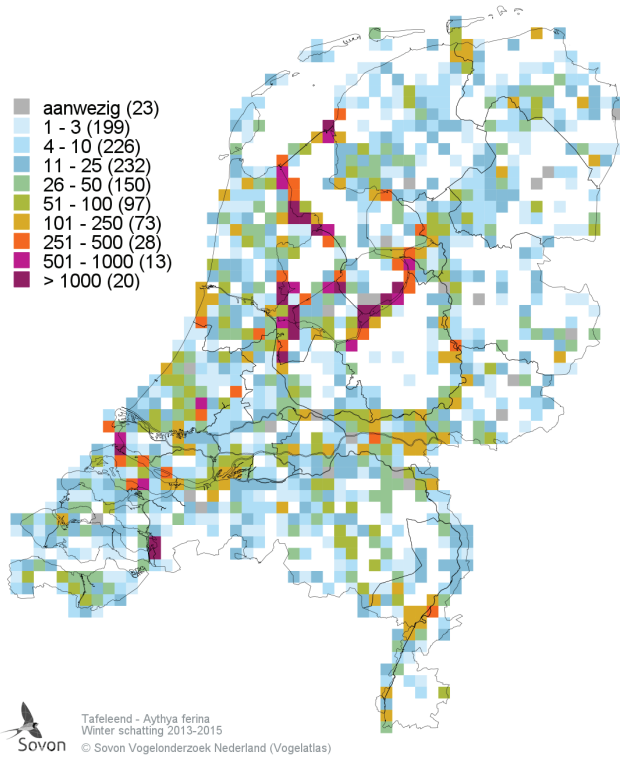 aanwezig (23)
1 - 3 (199)
4 - 10 (226)
11 - 25 (232)
26 - 50 (150)
51 - 100 (97)
101 - 250 (73)
251 - 500 (28)
501 - 1000 (13)
> 1000 (20)
Tafeleend - Aythya ferina
Winter schatting 2013-2015
© Sovon Vogelonderzoek Nederland (Vogelatlas)
Sovon